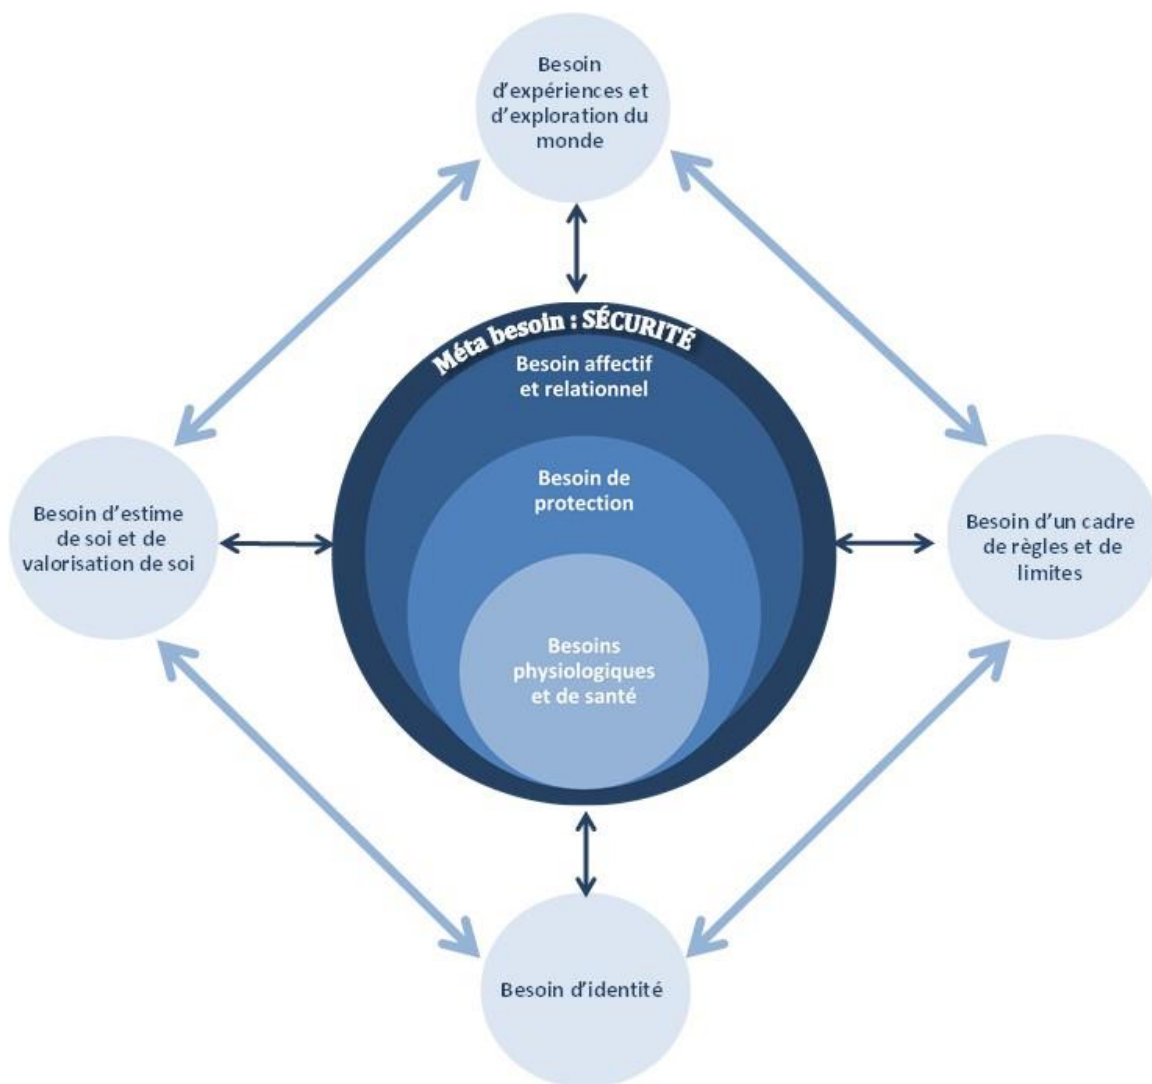 Besoin
d'expériences et
d'exploration du
monde
Méta besoin : SÉCURITÉ
Besoin affectif
et relationnel
Besoin de
protection
Besoins
physiologiques
et de santé
Besoin d'estime
de soi et de
valorisation de soi
Besoin d'un cadre
de règles et de
limites
Besoin d'identité